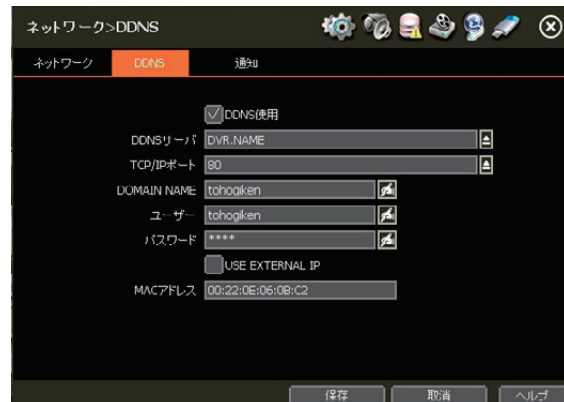 ネットワーク>DDNS
ネットワーク DDNS 通知
DDNS使用
DDNSサーバ DVR.NAME
TCP/IPポート 80
DOMAIN NAME tohogiken
ユーザー tohogiken
パスワード ****
USE EXTERNAL IP
MACアドレス 00:22:0E:06:0B:C2
保存 取消 ヘルプ